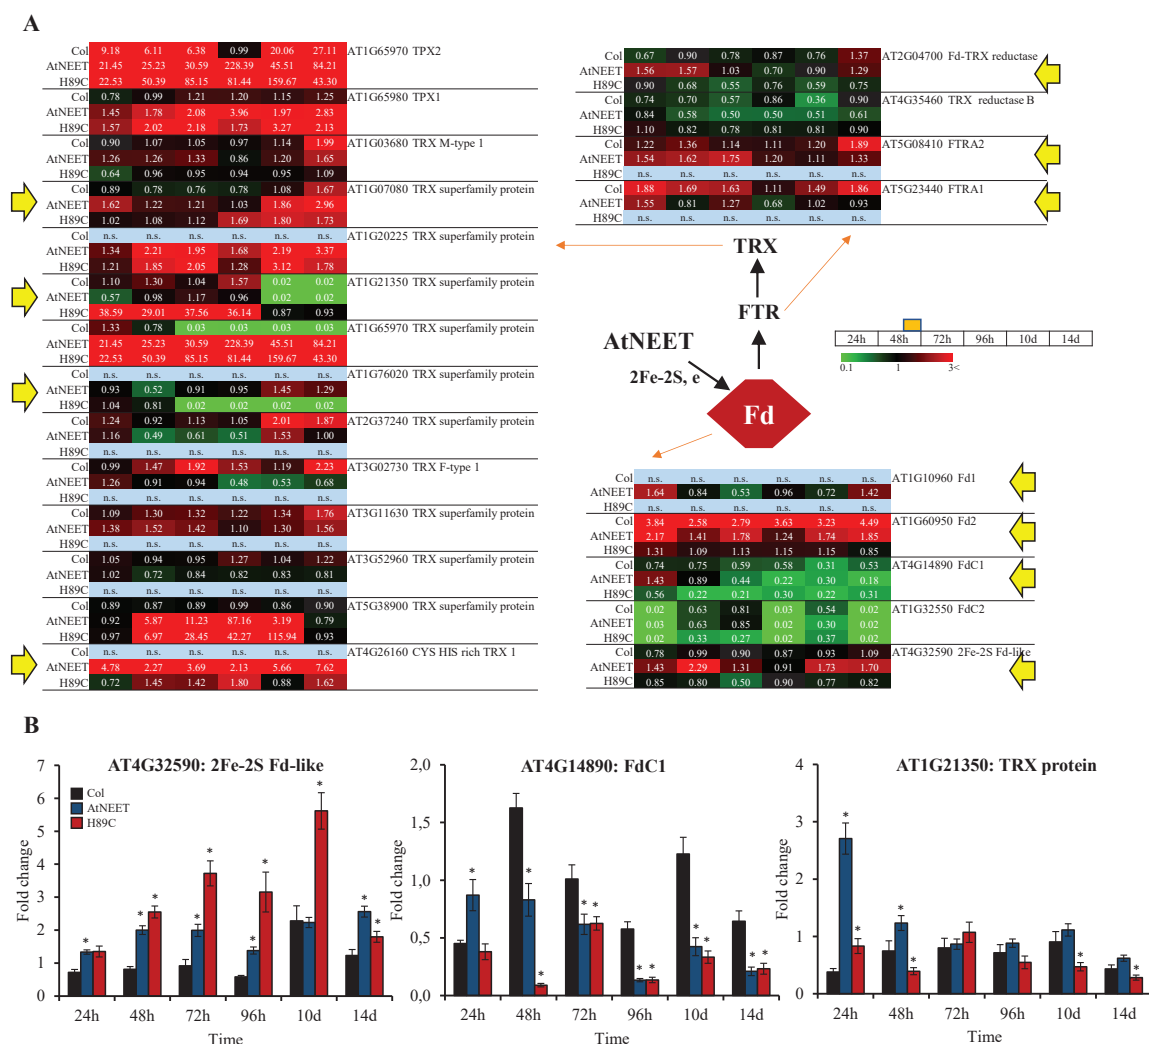 A
Col 9.18 6.11 6.38 0.99 20.06 27.11 AT1G65970 TPX2
AtNEET 21.45 25.23 30.59 228.39 45.51 84.21
H89C 22.53 50.39 85.15 81.44 159.67 43.30
Col 0.78 0.99 1.21 1.20 1.15 1.25 AT1G65980 TPX1
AtNEET 1.45 1.78 2.08 3.96 1.97 2.83
H89C 1.57 2.02 2.18 1.73 3.27 2.13
Col 0.90 1.07 1.05 0.97 1.14 1.99 AT1G03680 TRX M-type 1
AtNEET 1.26 1.26 1.33 0.86 1.20 1.65
H89C 0.64 0.96 0.95 0.94 0.95 1.09
Col 0.89 0.78 0.76 0.78 1.08 1.67 AT1G07080 TRX superfamily protein
AtNEET 1.62 1.22 1.21 1.03 1.86 2.96
H89C 1.02 1.08 1.12 1.69 1.80 1.73
Col n.s. n.s. n.s. n.s. n.s. n.s. AT1G20225 TRX superfamily protein
AtNEET 1.34 2.21 1.95 1.68 2.19 3.37
H89C 1.21 1.85 2.05 1.28 3.12 1.78
Col 1.10 1.30 1.04 1.57 0.02 0.02 AT1G21350 TRX superfamily protein
AtNEET 0.57 0.98 1.17 0.96 0.02 0.02
H89C 38.59 29.01 37.56 36.14 0.87 0.93
Col 1.33 0.78 0.03 0.03 0.03 0.03 AT1G65970 TRX superfamily protein
AtNEET 21.45 25.23 30.59 228.39 45.51 84.21
H89C 22.53 50.39 85.15 81.44 159.67 43.30
Col n.s. n.s. n.s. n.s. n.s. n.s. AT1G76020 TRX superfamily protein
AtNEET 0.93 0.52 0.91 0.95 1.45 1.29
H89C 1.04 0.81 0.02 0.02 0.02 0.02
Col 1.24 0.92 1.13 1.05 2.01 1.87 AT2G37240 TRX superfamily protein
AtNEET 1.16 0.49 0.61 0.51 1.53 1.00
H89C n.s. n.s. n.s. n.s. n.s. n.s.
Col 0.99 1.47 1.92 1.53 1.19 2.23 AT3G02730 TRX F-type 1
AtNEET 1.26 0.91 0.94 0.48 0.53 0.68
H89C n.s. n.s. n.s. n.s. n.s. n.s.
Col 1.09 1.30 1.32 1.22 1.34 1.76 AT3G11630 TRX superfamily protein
AtNEET 1.38 1.52 1.42 1.10 1.30 1.56
H89C n.s. n.s. n.s. n.s. n.s. n.s.
Col 1.05 0.94 0.95 1.27 1.04 1.22 AT3G52960 TRX superfamily protein
AtNEET 1.02 0.72 0.84 0.82 0.83 0.81
H89C n.s. n.s. n.s. n.s. n.s. n.s.
Col 0.89 0.87 0.89 0.99 0.86 0.90 AT5G38900 TRX superfamily protein
AtNEET 0.92 5.87 11.23 87.16 3.19 0.79
H89C 0.97 6.97 28.45 42.27 115.94 0.93
Col n.s. n.s. n.s. n.s. n.s. n.s. AT4G26160 CYS HIS rich TRX 1
AtNEET 4.78 2.27 3.69 2.13 5.66 7.62
H89C 0.72 1.45 1.42 1.80 0.88 1.62
Col 0.67 0.90 0.78 0.87 0.76 1.37 AT2G04700 Fd-TRX reductase
AtNEET 1.56 1.57 1.03 0.70 0.90 1.29
H89C 0.90 0.68 0.55 0.76 0.59 0.75
Col 0.74 0.70 0.57 0.86 0.36 0.90 AT4G35460 TRX reductase B
AtNEET 0.84 0.58 0.50 0.50 0.51 0.61
H89C 1.10 0.82 0.78 0.81 0.81 0.90
Col 1.22 1.36 1.14 1.11 1.20 1.89 AT5G08410 FTRA2
AtNEET 1.54 1.62 1.75 1.20 1.11 1.33
H89C n.s. n.s. n.s. n.s. n.s. n.s.
Col 1.88 1.69 1.63 1.11 1.49 1.86 AT5G23440 FTRA1
AtNEET 1.55 0.81 1.27 0.68 1.02 0.93
H89C n.s. n.s. n.s. n.s. n.s. n.s.
TRX
FTR
AtNEET
2Fe-2S, e
Fd
24h 48h 72h 96h 10d 14d
0.1 1 3<
Col n.s. n.s. n.s. n.s. n.s. n.s. AT1G10960 Fd1
AtNEET 1.64 0.84 0.53 0.96 0.72 1.42
H89C n.s. n.s. n.s. n.s. n.s. n.s.
Col 3.84 2.58 2.79 3.63 3.23 4.49 AT1G60950 Fd2
AtNEET 2.17 1.41 1.78 1.24 1.74 1.85
H89C 1.31 1.09 1.13 1.15 1.15 0.85
Col 0.74 0.75 0.59 0.58 0.31 0.53 AT4G14890 FdC1
AtNEET 1.43 0.89 0.44 0.22 0.30 0.18
H89C 0.56 0.22 0.21 0.30 0.22 0.31
Col 0.02 0.63 0.81 0.03 0.54 0.02 AT1G32550 FdC2
AtNEET 0.03 0.63 0.85 0.02 0.30 0.02
H89C 0.02 0.33 0.27 0.02 0.37 0.02
Col 0.78 0.99 0.90 0.87 0.93 1.09 AT4G32590 2Fe-2S Fd-like
AtNEET 1.43 2.29 1.31 0.91 1.73 1.70
H89C 0.85 0.80 0.50 0.90 0.77 0.82
B
AT4G32590: 2Fe-2S Fd-like
Col
AtNEET
H89C
Fold change
7
6
5
4
3
2
1
0
* * * * * * * * * *
24h 48h 72h 96h 10d 14d
Time
AT4G14890: FdC1
Fold change
2,0
1,5
1,0
0,5
0,0
* * * * * * * * * * *
24h 48h 72h 96h 10d 14d
Time
AT1G21350: TRX protein
Fold change
4
3
2
1
0
* * * * * *
24h 48h 72h 96h 10d 14d
Time